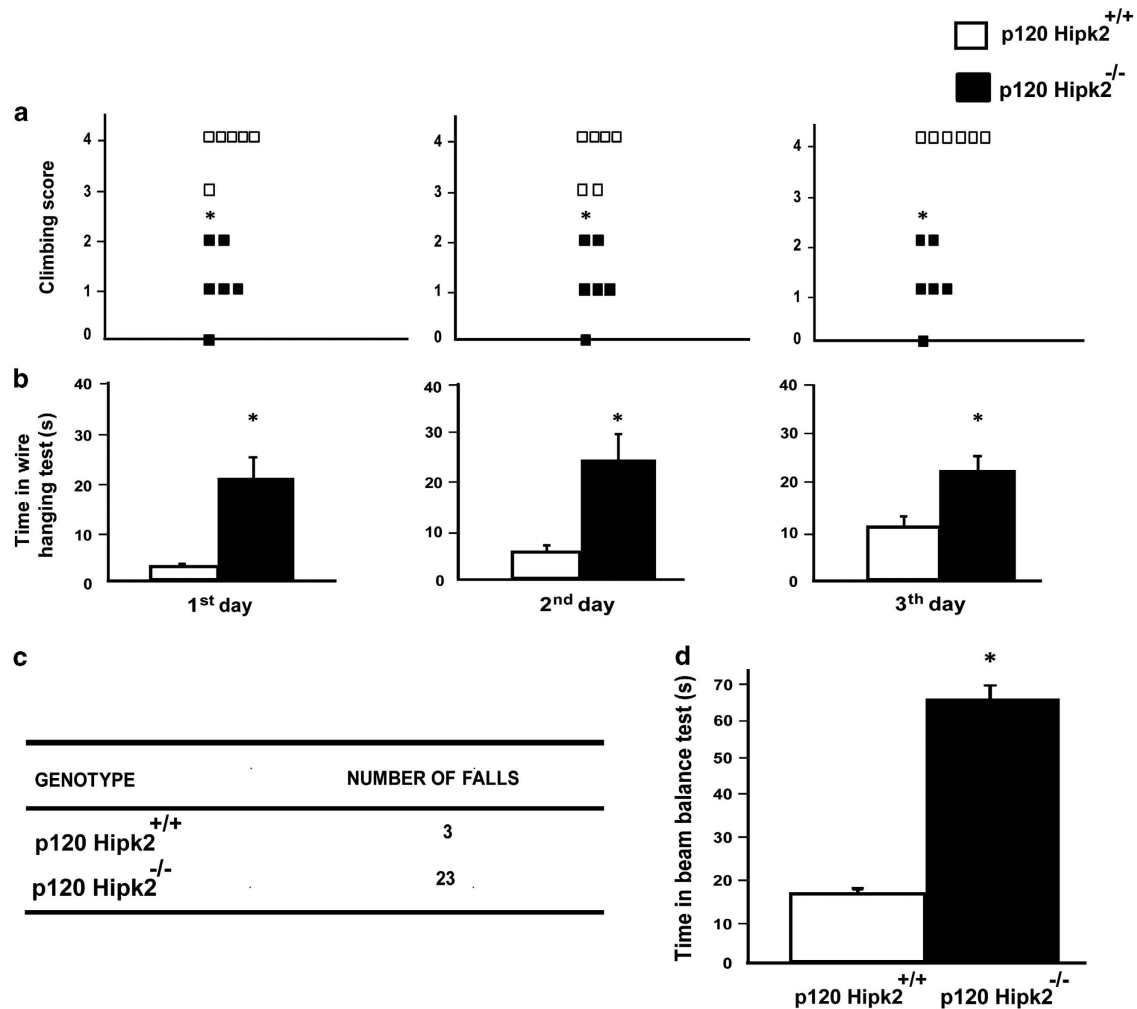 p120 Hipk2+/+
p120 Hipk2-/-
a
Climbing score
4
3
2
1
0
4
3
2
1
0
4
3
2
1
0
*
*
*
b
Time in wire
hanging test (s)
40
30
20
10
0
*
1st day
40
30
20
10
0
*
2nd day
40
30
20
10
0
*
3th day
c
GENOTYPE NUMBER OF FALLS
p120 Hipk2+/+ 3
p120 Hipk2-/- 23
d
Time in beam balance test (s)
70
60
50
40
30
20
10
0
*
p120 Hipk2+/+ p120 Hipk2-/-